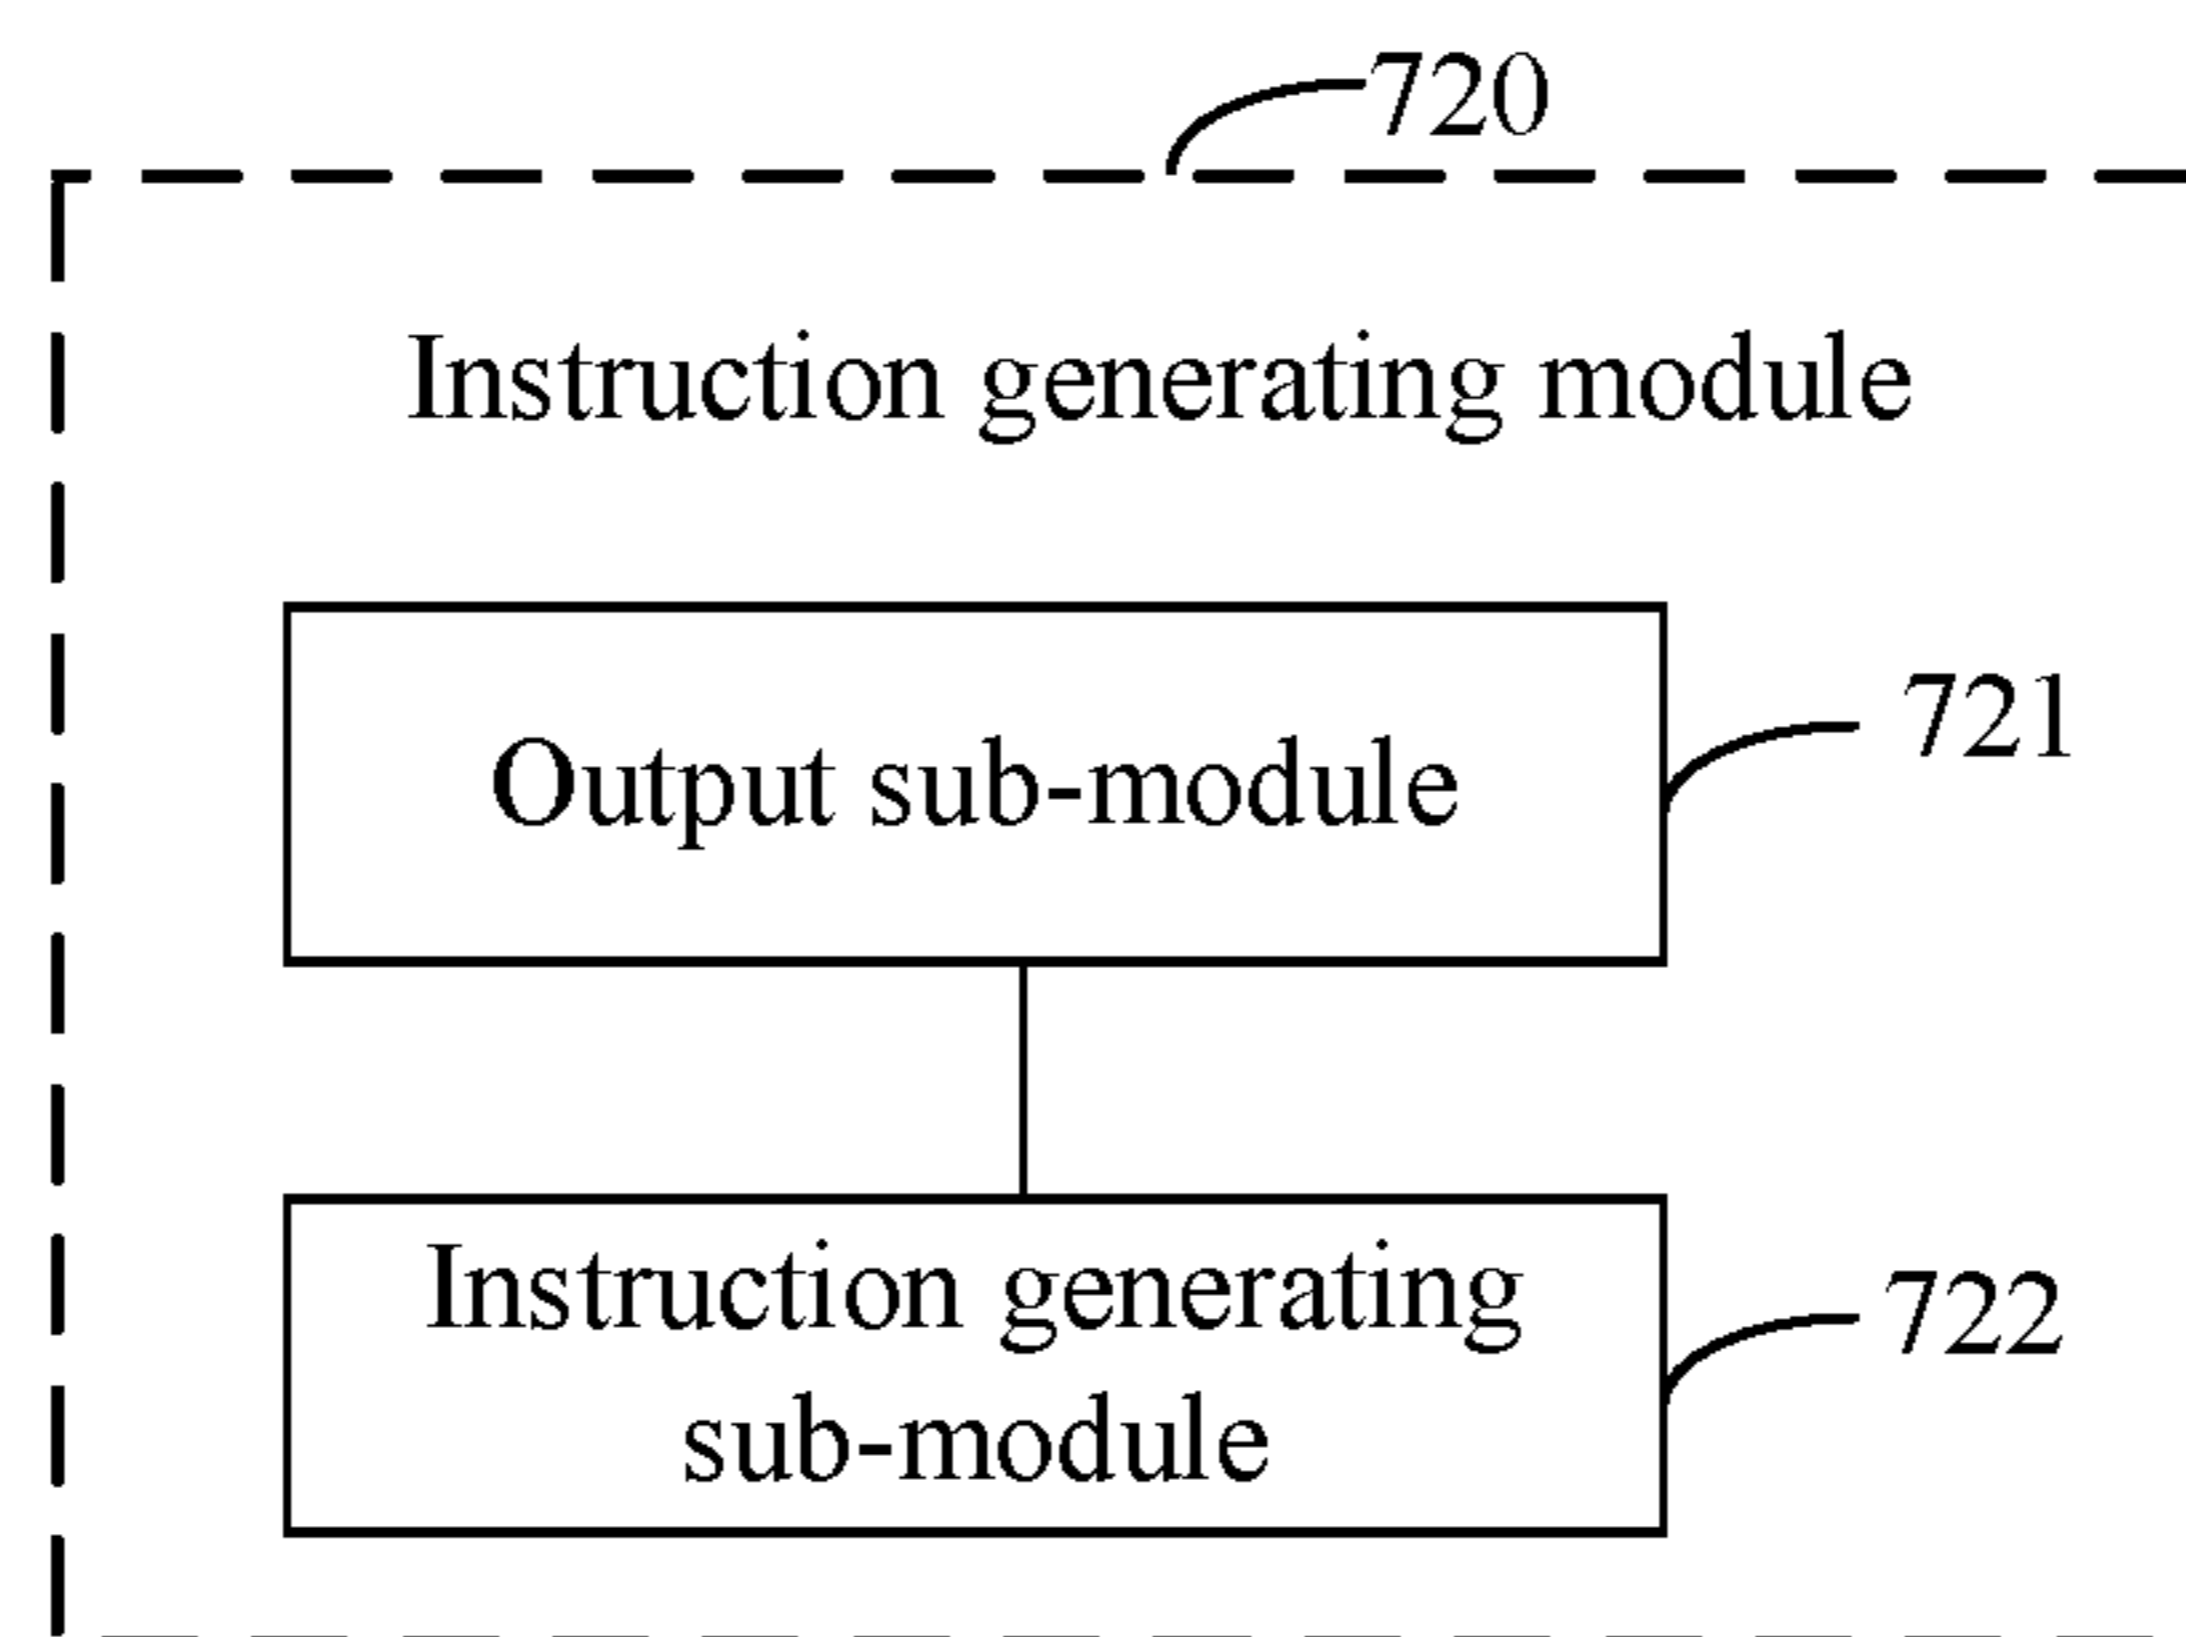 720
Instruction generating module
Output sub-module
721
Instruction generating
sub-module
722